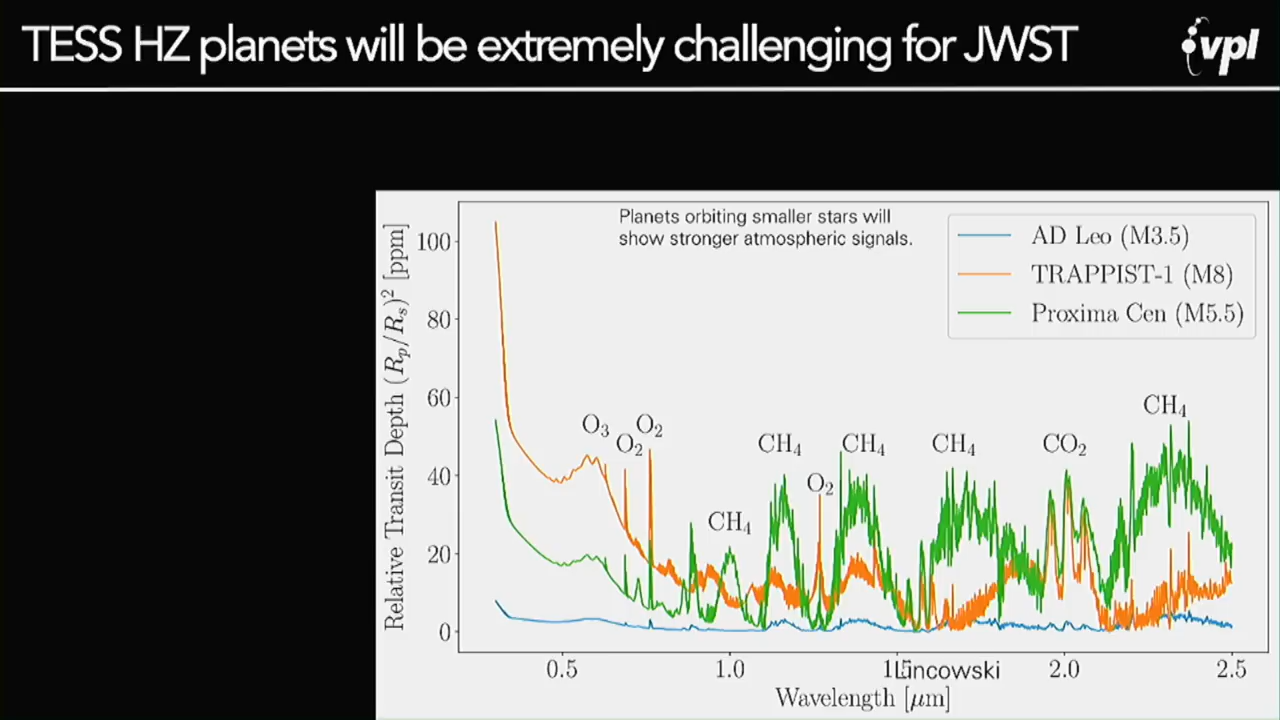 TESS HZ planets will be extremely challenging for JWST
vpl
Planets orbiting smaller stars will
show stronger atmospheric signals.
AD Leo (M3.5)
TRAPPIST-1 (M8)
Proxima Cen (M5.5)
Relative Transit Depth (Rₚ/Rₛ)² [ppm]
100
80
60
40
20
0
O₃
O₂
O₂
CH₄
CH₄
O₂
CH₄
CH₄
CO₂
CH₄
0.5
1.0
1.5
2.0
2.5
Lincowski
Wavelength [μm]